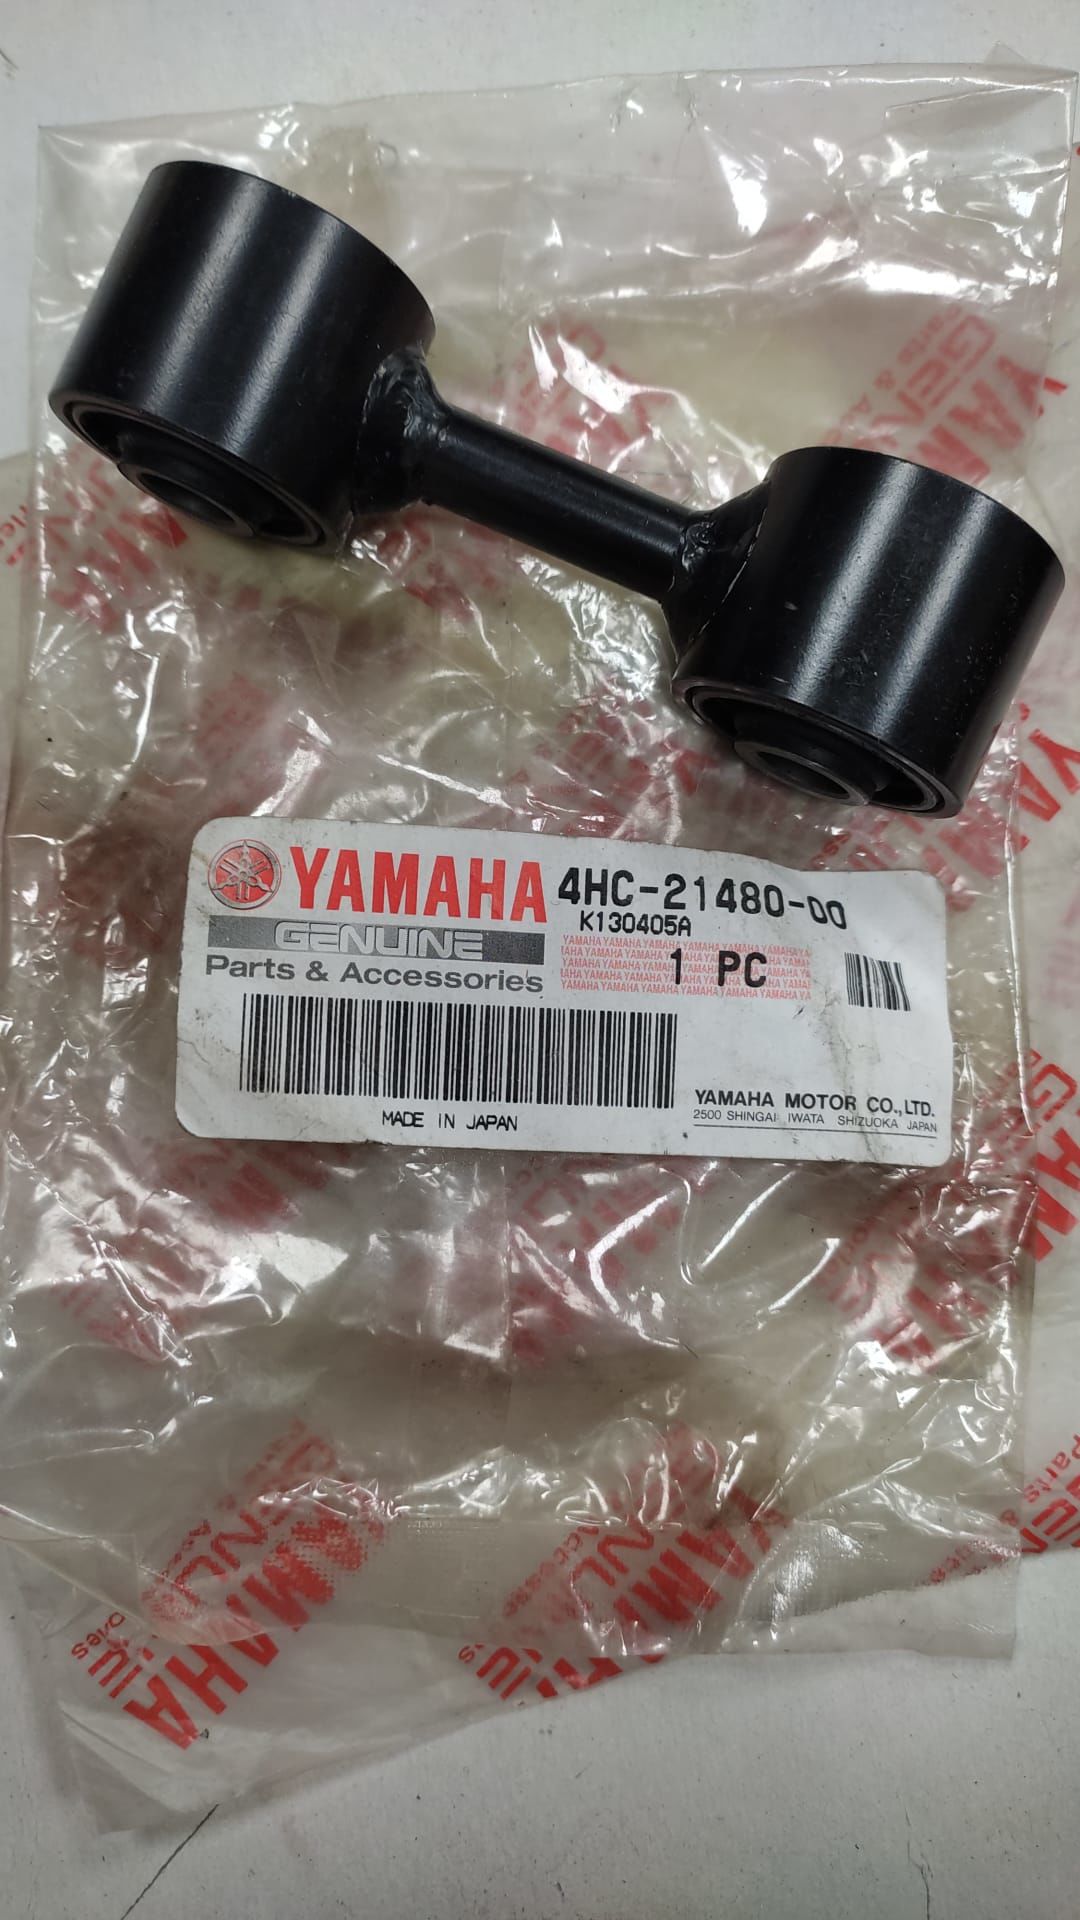 YAMAHA
4HC-21480-00
K130405A
GENUINE
Parts & Accessories
1 PC
MADE IN JAPAN
YAMAHA MOTOR CO.,LTD.
2500 SHINGAI IWATA SHIZUOKA JAPAN